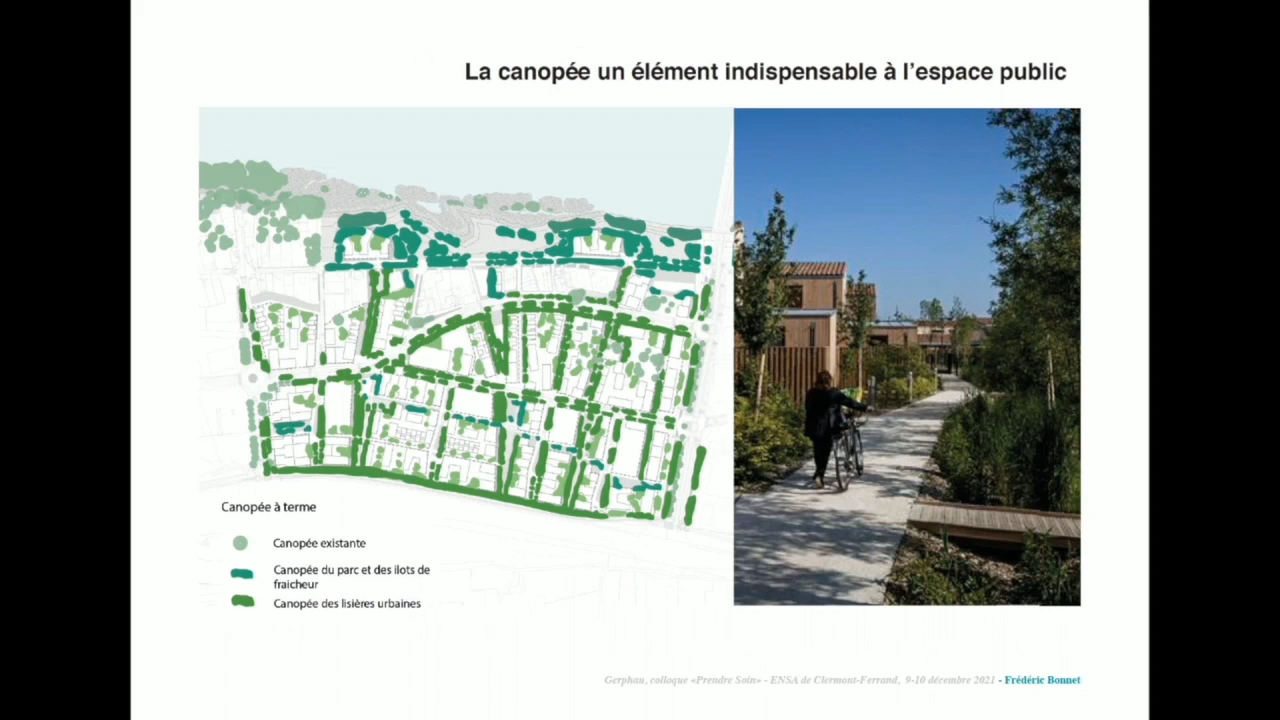 La canopée un élément indispensable à l'espace public
Canopée à terme
Canopée existante
Canopée du parc et des ilots de
fraicheur
Canopée des lisières urbaines
Gerphau, colloque «Prendre Soin» - ENSA de Clermont-Ferrand, 9-10 décembre 2021 - Frédéric Bonnet